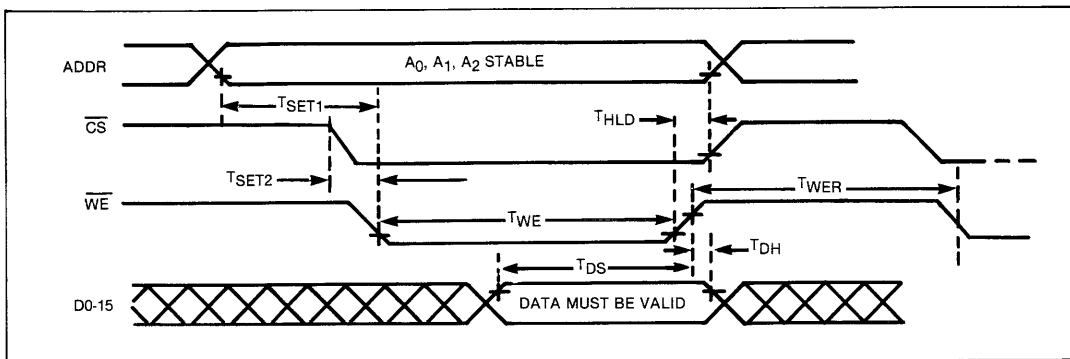 ADDR
A0, A1, A2 STABLE
TSET1
THLD
CS
TSET2
TWER
WE
TWE
TDH
TDS
D0-15
DATA MUST BE VALID